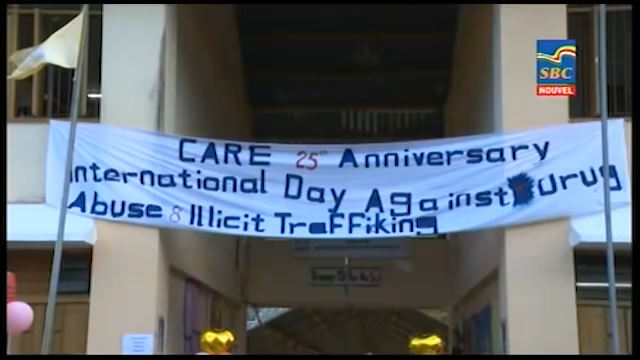 SBC
NOUVEL
CARE 25TH Anniversary
International Day Against Drug
Abuse & Illicit Traffiking